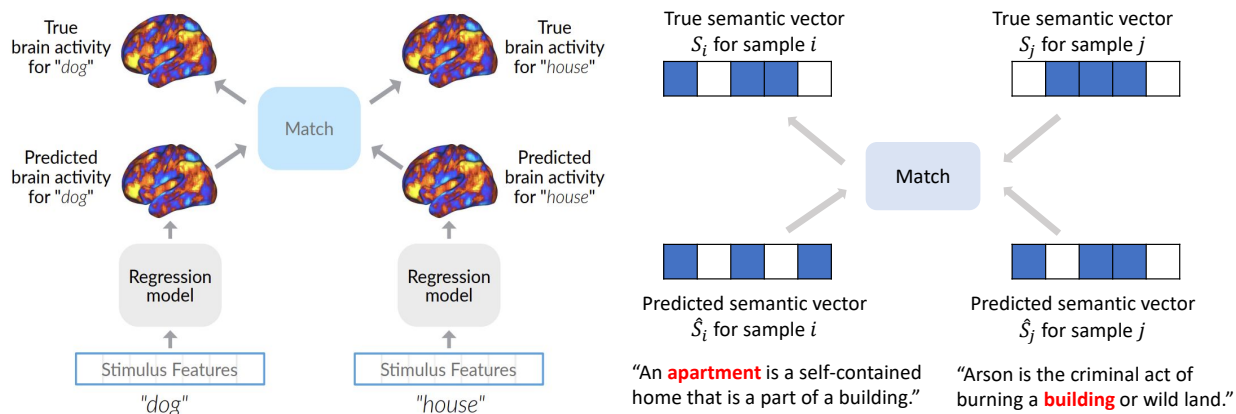 True
brain activity
for "dog"
True
brain activity
for "house"
Match
Predicted
brain activity
for "dog"
Predicted
brain activity
for "house"
Regression
model
Regression
model
Stimulus Features
Stimulus Features
"dog"
"house"
True semantic vector
S_i for sample i
True semantic vector
S_j for sample j
Match
Predicted semantic vector
Ŝ_i for sample i
Predicted semantic vector
Ŝ_j for sample j
“An apartment is a self-contained
home that is a part of a building.”
“Arson is the criminal act of
burning a building or wild land.”